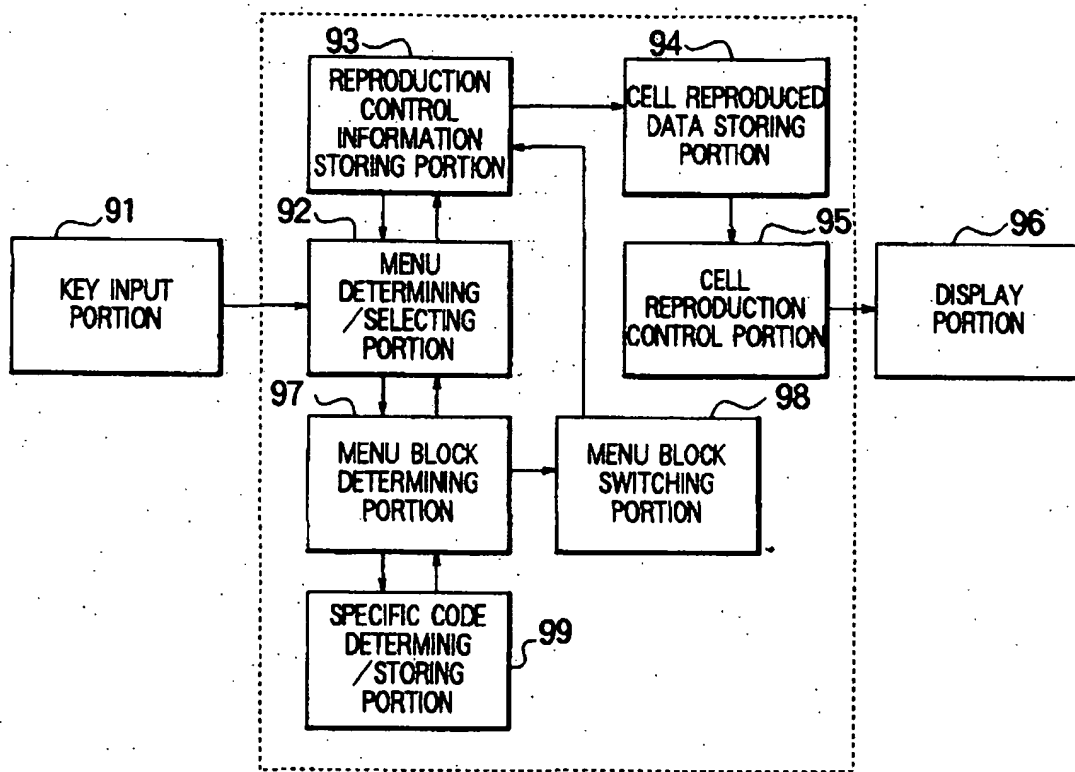 93
REPRODUCTION
CONTROL
INFORMATION
STORING PORTION
94
CELL REPRODUCED
DATA STORING
PORTION
91
KEY INPUT
PORTION
92
MENU
DETERMINING
/SELECTING
PORTION
95
CELL
REPRODUCTION
CONTROL PORTION
96
DISPLAY
PORTION
97
MENU BLOCK
DETERMINING
PORTION
98
MENU BLOCK
SWITCHING
PORTION
SPECIFIC CODE
DETERMINIG
/STORING
PORTION
99